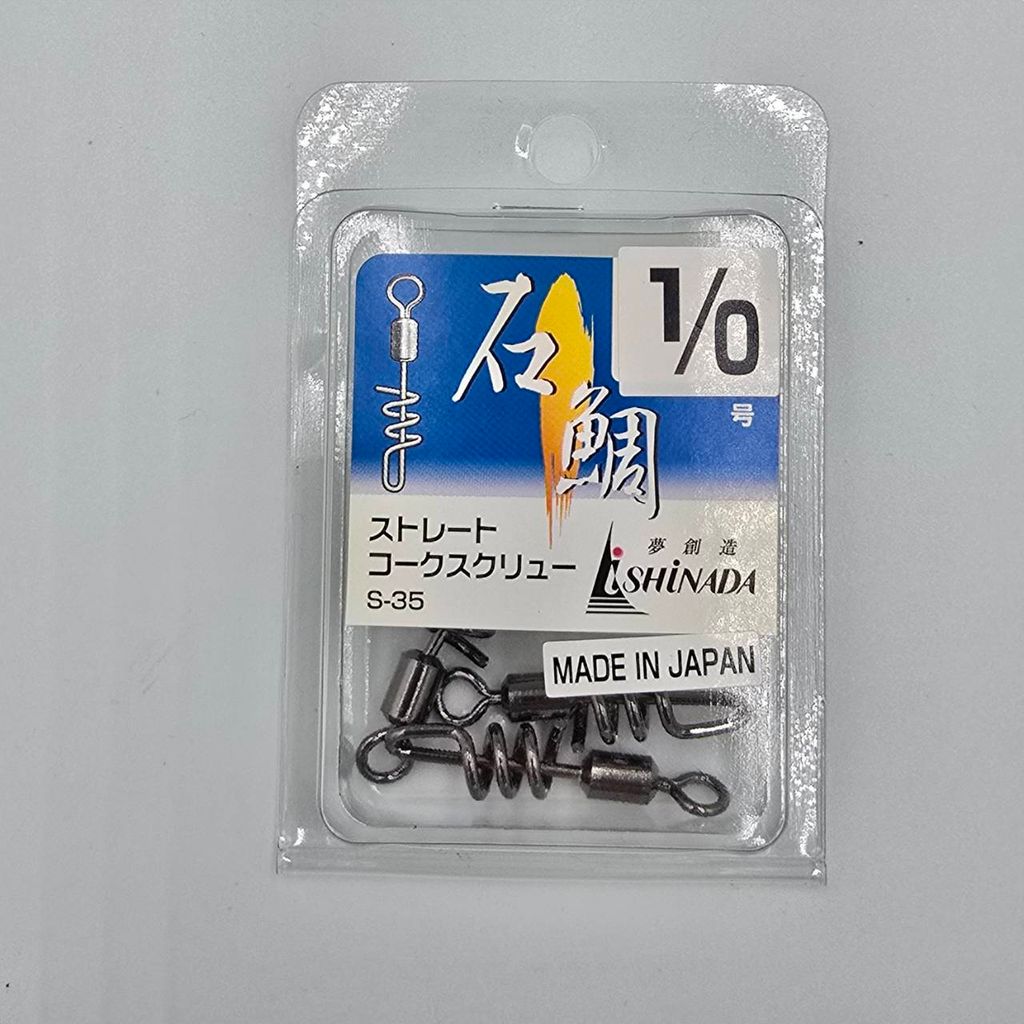 石鯛
1/0
号
ストレート
コークスクリュー
S-35
夢創造
iSHiNADA
MADE IN JAPAN